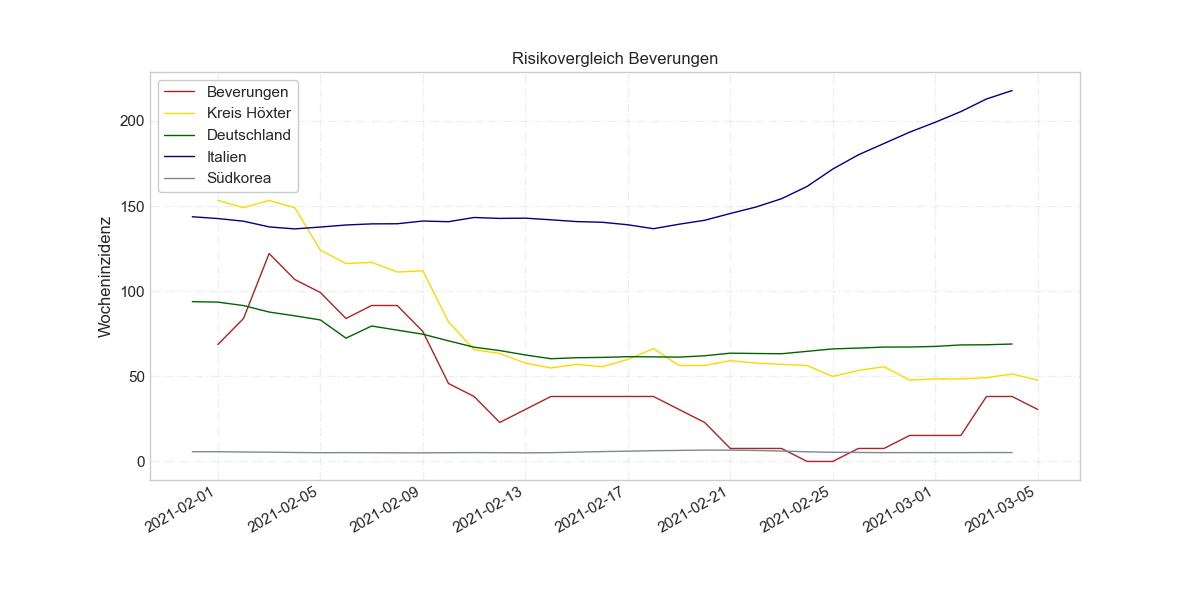 Risikovergleich Beverungen
Beverungen
Kreis Höxter
Deutschland
Italien
Südkorea
Wocheninzidenz
200
150
100
50
0
2021-02-01
2021-02-05
2021-02-09
2021-02-13
2021-02-17
2021-02-21
2021-02-25
2021-03-01
2021-03-05